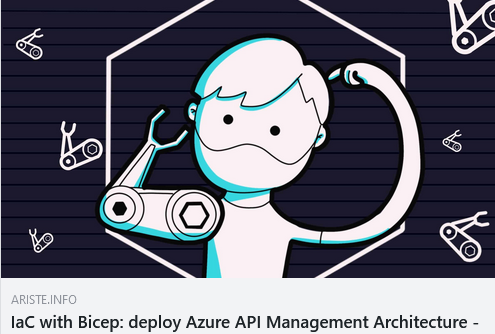 ARISTE.INFO
IaC with Bicep: deploy Azure API Management Architecture -